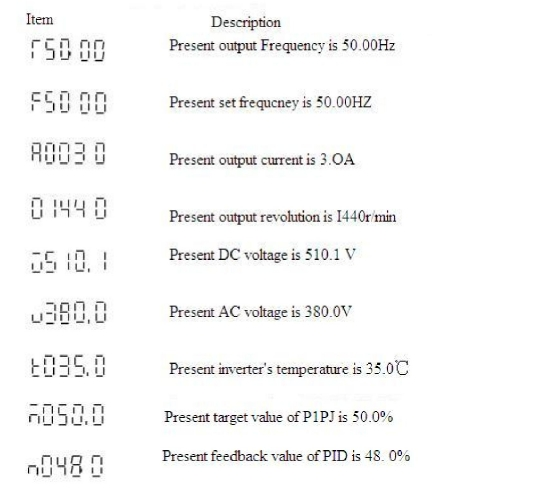 Item Description
r50 00 Present output Frequency is 50.00Hz
F50 00 Present set frequcney is 50.00HZ
A003 0 Present output current is 3.OA
0 144 0 Present output revolution is I440r/min
510. 1 Present DC voltage is 510.1 V
u380.0 Present AC voltage is 380.0V
t035.0 Present inverter's temperature is 35.0℃
n050.0 Present target value of P1PJ is 50.0%
n048 0 Present feedback value of PID is 48. 0%